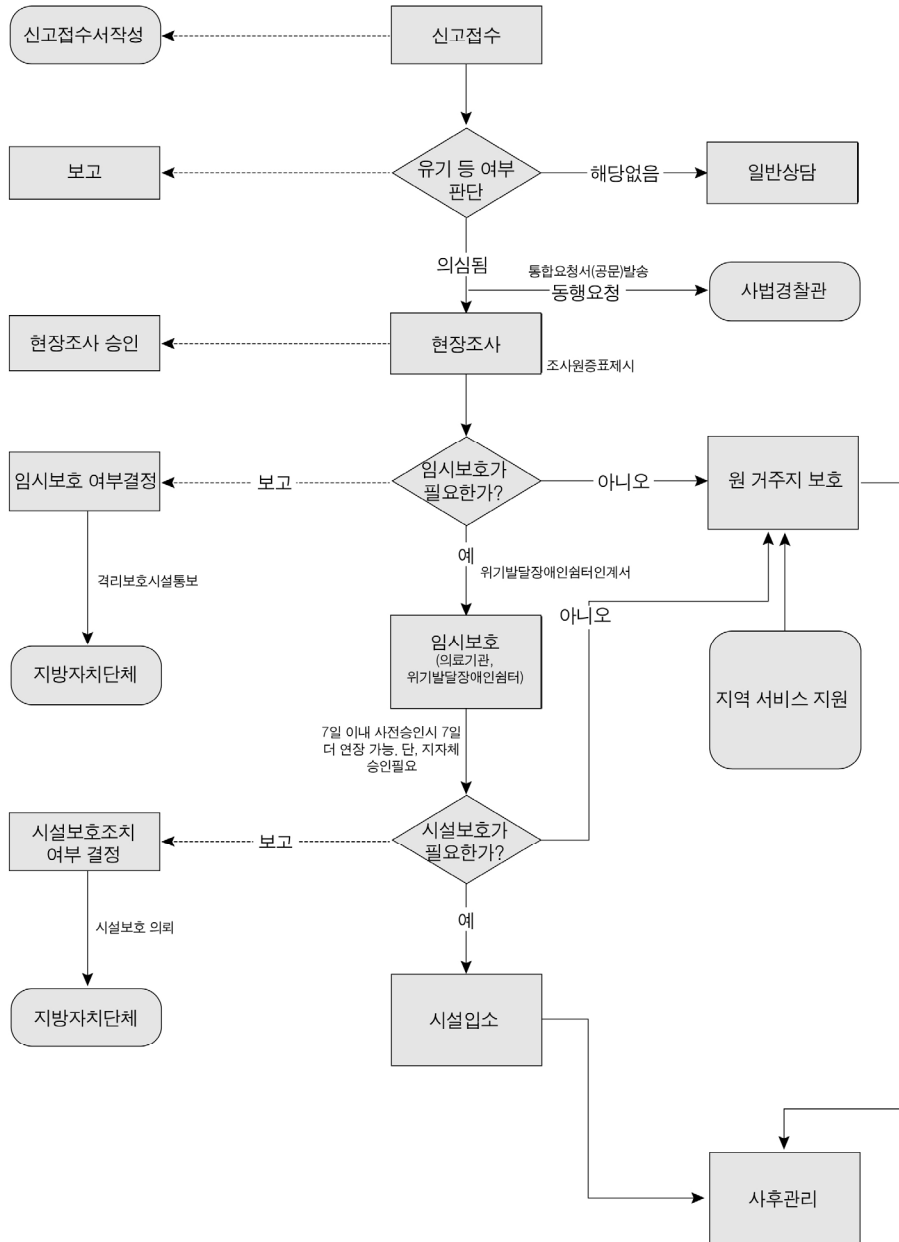 신고접수서작성
신고접수
보고
유기 등 여부
판단
해당없음
일반상담
의심됨
통합요청서(공문)발송
동행요청
사법경찰관
현장조사 승인
현장조사
조사원증표제시
임시보호 여부결정
보고
임시보호가
필요한가?
아니오
원 거주지 보호
예
위기발달장애인쉼터인계서
격리보호시설통보
아니오
지방자치단체
임시보호
(의료기관,
위기발달장애인쉼터)
지역 서비스 지원
7일 이내 사전승인시 7일
더 연장 가능, 단, 지자체
승인필요
시설보호조치
여부 결정
보고
시설보호가
필요한가?
예
시설보호 의뢰
지방자치단체
시설입소
사후관리